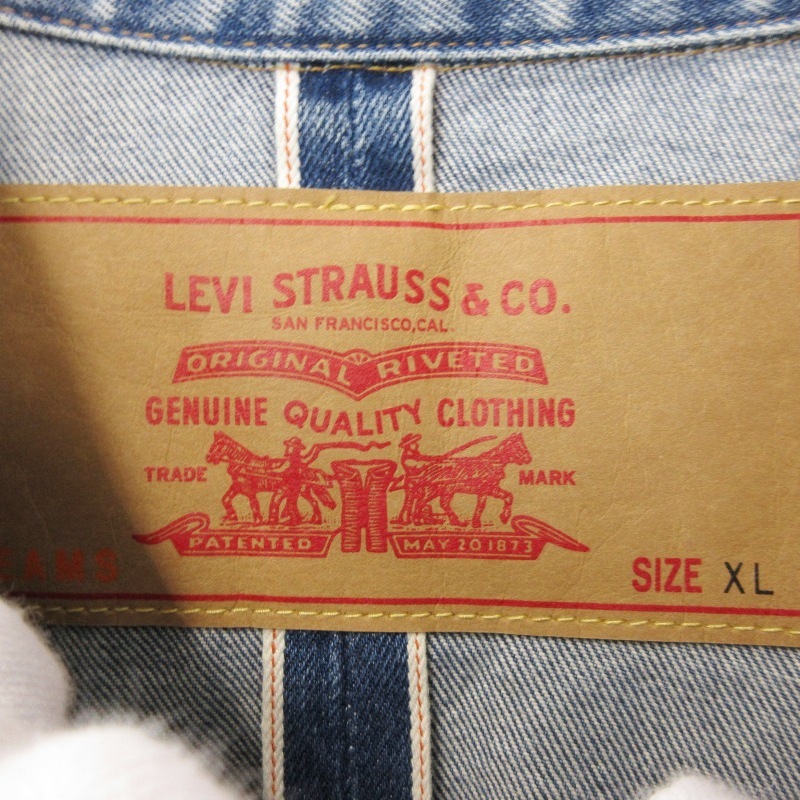 LEVI STRAUSS & CO.
SAN FRANCISCO, CAL.
ORIGINAL RIVETED
GENUINE QUALITY CLOTHING
TRADE MARK
PATENTED MAY 20 1873
SIZE XL